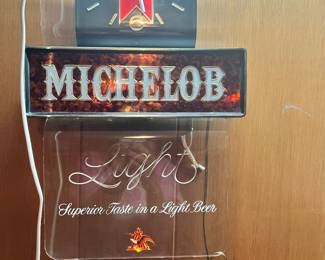 MICHELOB
Light
Superior Taste in a Light Beer